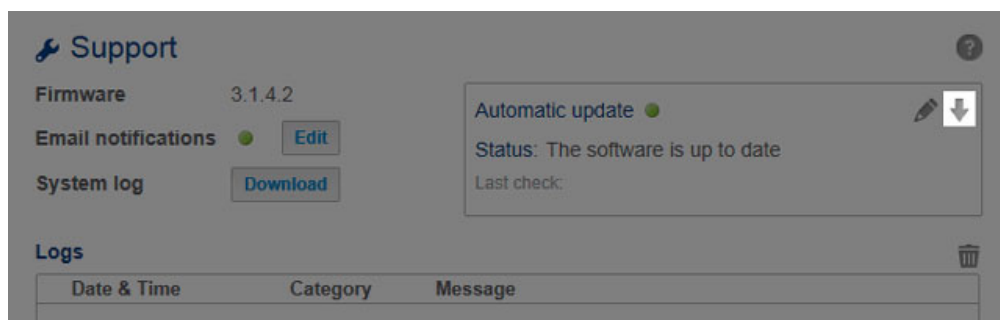 Support
Firmware 3.1.4.2
Email notifications Edit
System log Download
Automatic update
Status: The software is up to date
Last check:
Logs
Date & Time Category Message